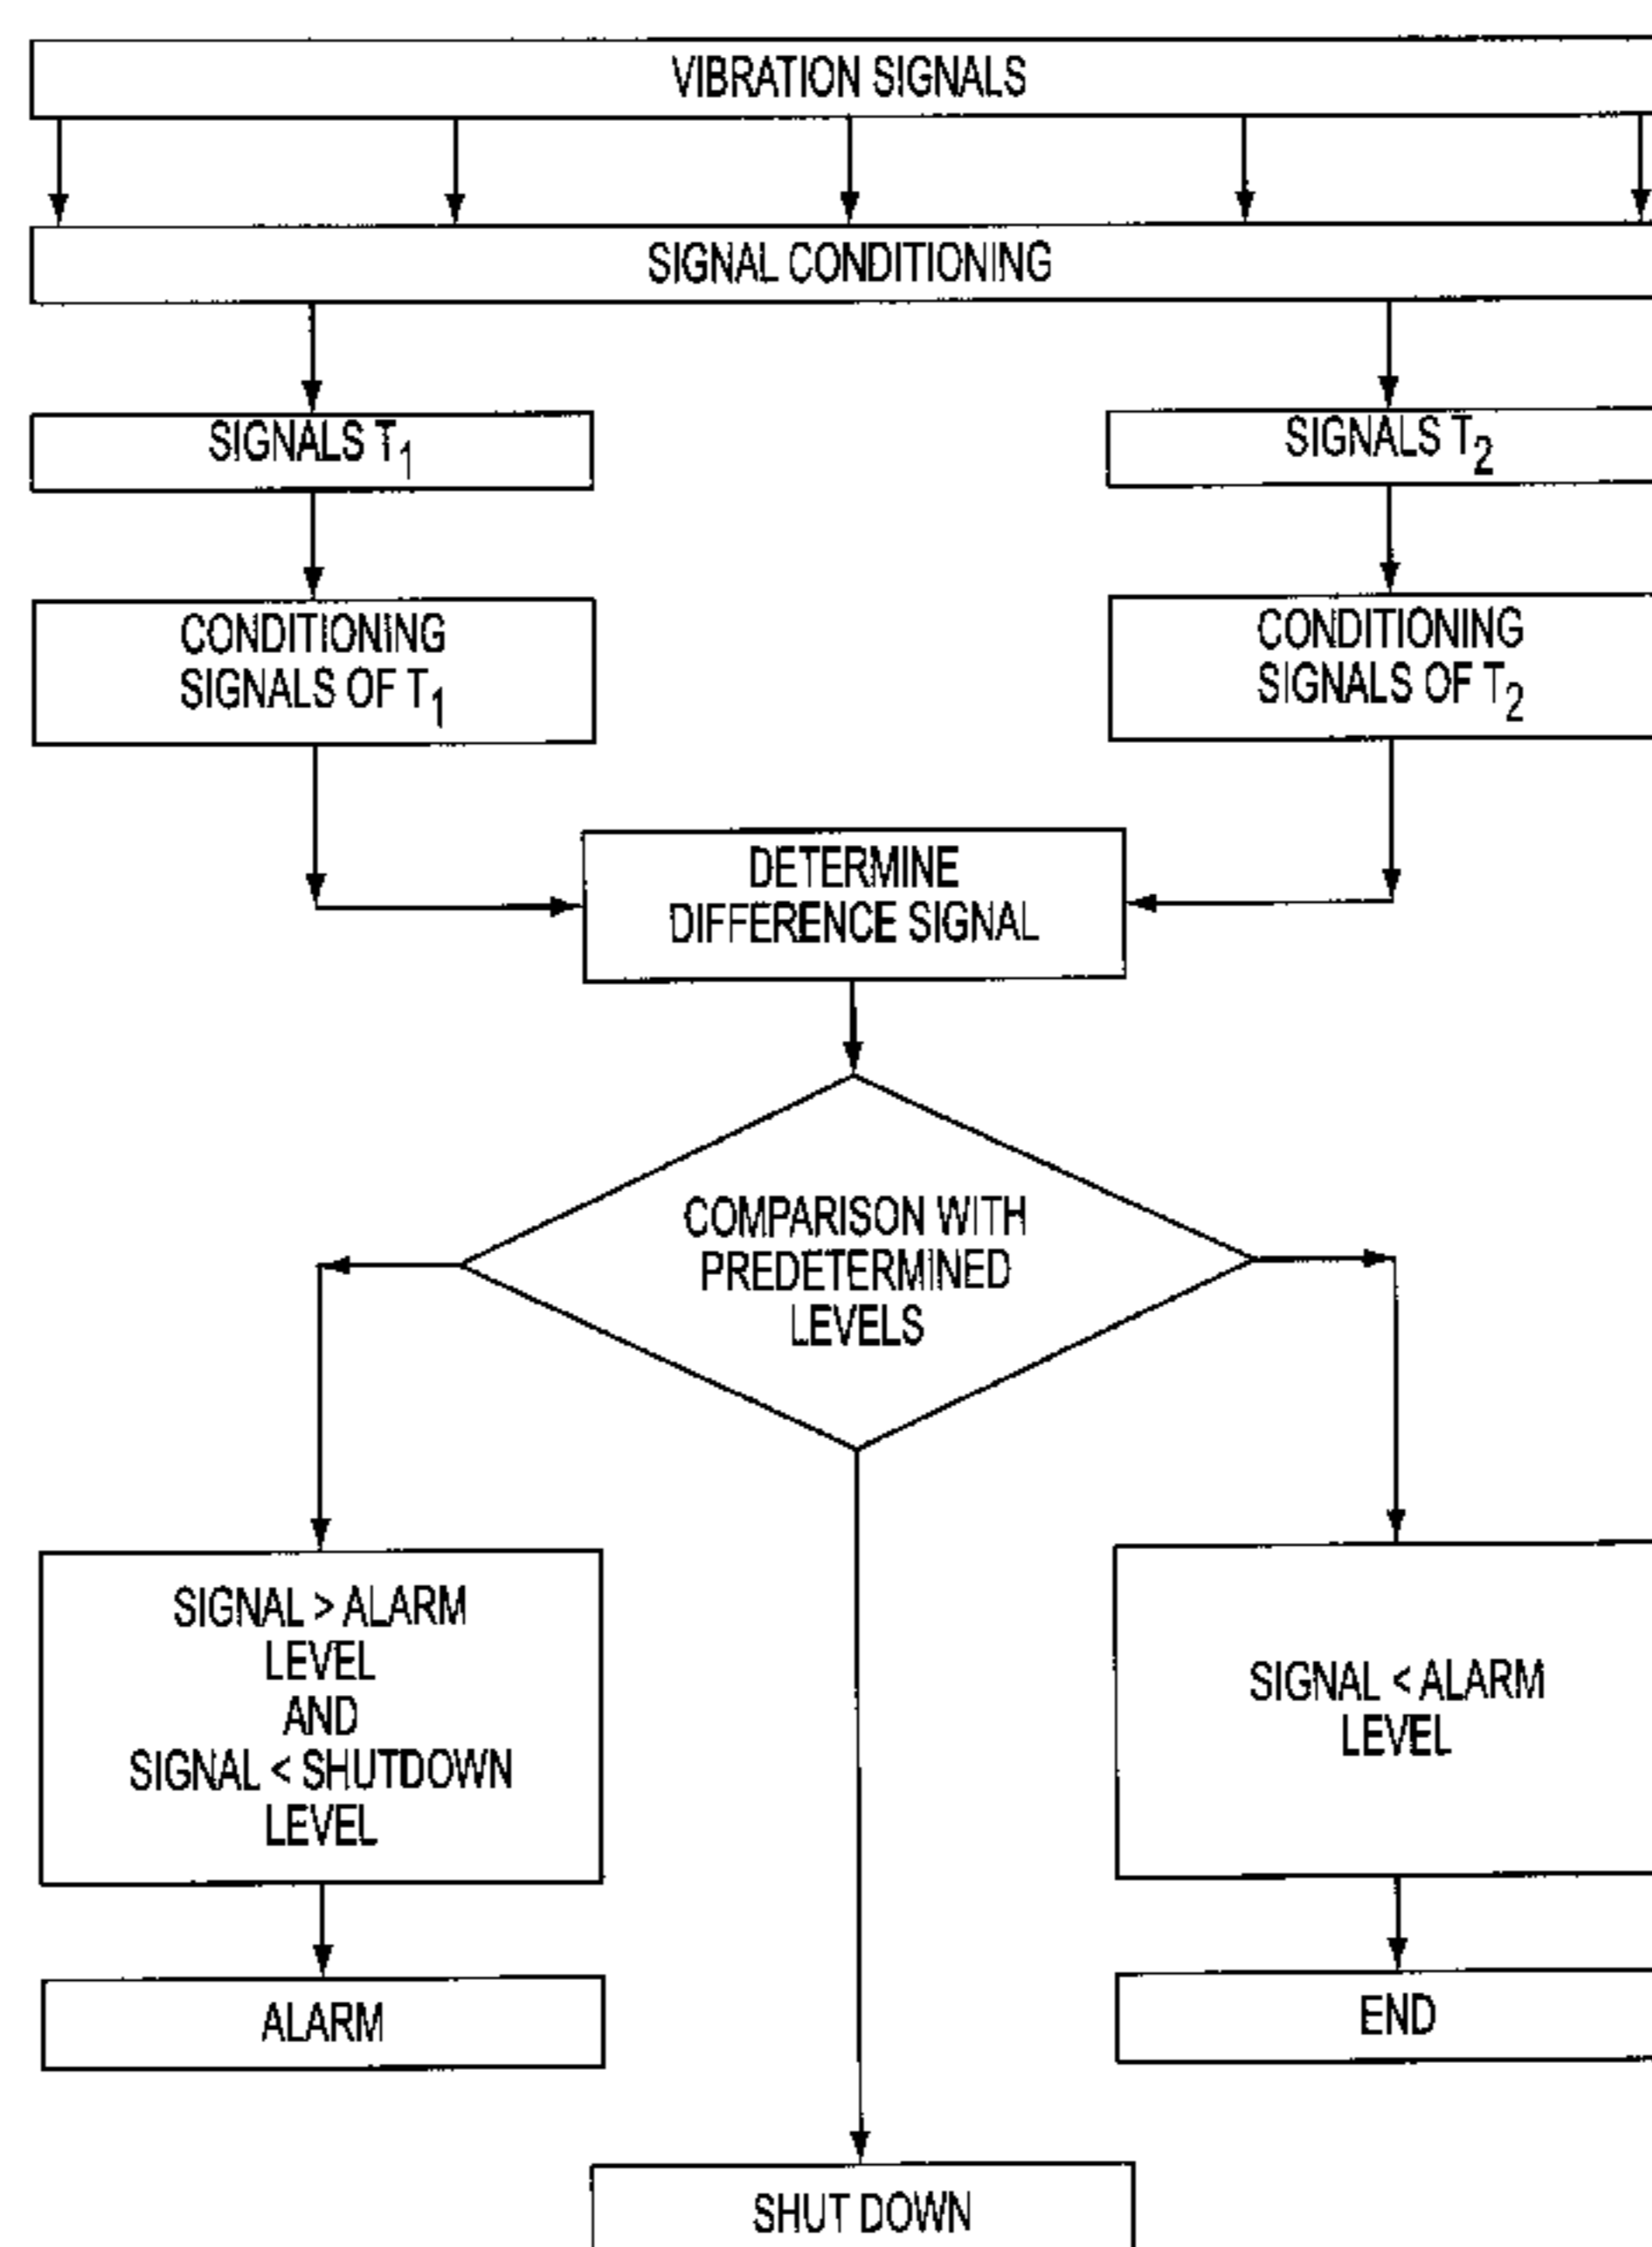 VIBRATION SIGNALS
SIGNAL CONDITIONING
SIGNALS T1
SIGNALS T2
CONDITIONING
SIGNALS OF T1
CONDITIONING
SIGNALS OF T2
DETERMINE
DIFFERENCE SIGNAL
COMPARISON WITH
PREDETERMINED
LEVELS
SIGNAL > ALARM
LEVEL
AND
SIGNAL < SHUTDOWN
LEVEL
SIGNAL < ALARM
LEVEL
ALARM
END
SHUT DOWN